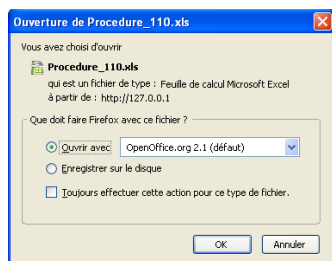 Ouverture de Procedure_110.xls
Vous avez choisi d'ouvrir
Procedure_110.xls
qui est un fichier de type : Feuille de calcul Microsoft Excel
à partir de : http://127.0.0.1
Que doit faire Firefox avec ce fichier ?
Ouvrir avec OpenOffice.org 2.1 (défaut)
Enregistrer sur le disque
Toujours effectuer cette action pour ce type de fichier.
OK Annuler